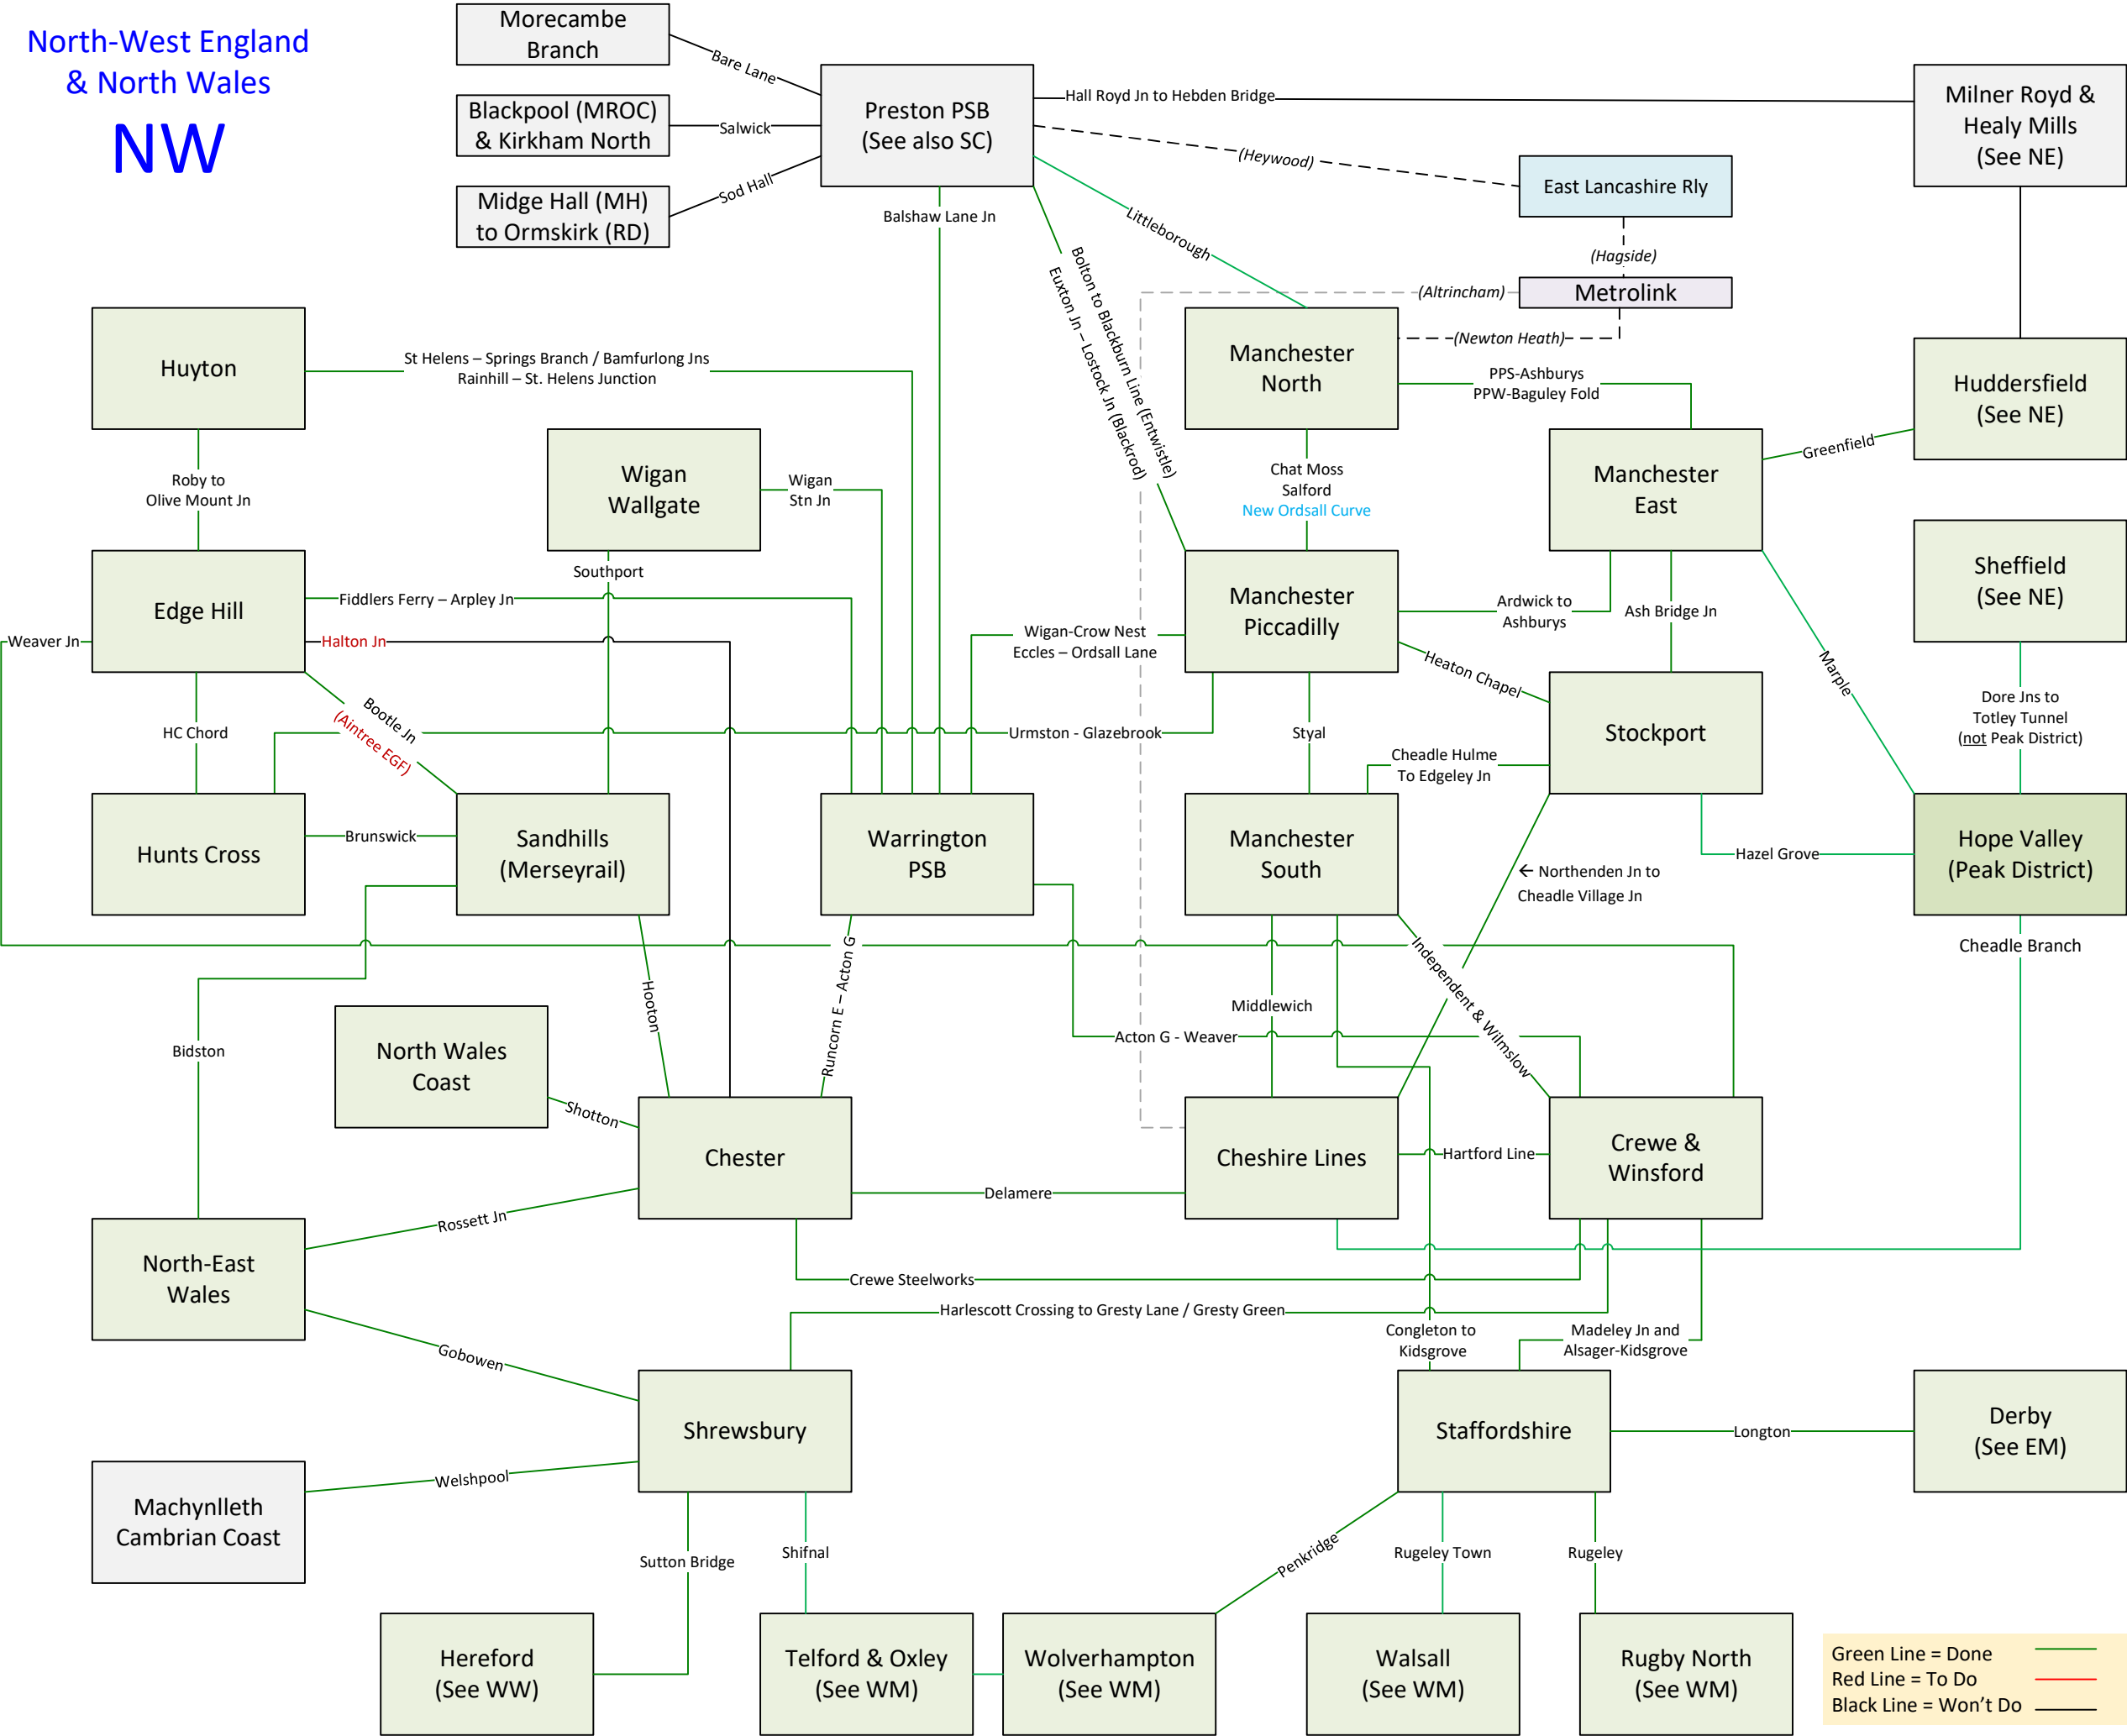 North-West England
& North Wales
NW
Morecambe
Branch
Bare Lane
Blackpool (MROC)
& Kirkham North
Salwick
Midge Hall (MH)
to Ormskirk (RD)
Sod Hall
Preston PSB
(See also SC)
Hall Royd Jn to Hebden Bridge
Milner Royd &
Healy Mills
(See NE)
(Heywood)
East Lancashire Rly
Littleborough
Balshaw Lane Jn
(Hagside)
(Altrincham)
Metrolink
(Newton Heath)
Bolton to Blackburn Line (Entwistle)
Euxton Jn – Lostock Jn (Blackrod)
Huyton
St Helens – Springs Branch / Bamfurlong Jns
Rainhill – St. Helens Junction
Manchester
North
PPS-Ashburys
PPW-Baguley Fold
Huddersfield
(See NE)
Greenfield
Roby to
Olive Mount Jn
Wigan
Wallgate
Wigan
Stn Jn
Chat Moss
Salford
New Ordsall Curve
Manchester
East
Edge Hill
Southport
Fiddlers Ferry – Arpley Jn
Weaver Jn
Halton Jn
Wigan-Crow Nest
Eccles – Ordsall Lane
Manchester
Piccadilly
Ardwick to
Ashburys
Ash Bridge Jn
Sheffield
(See NE)
Heaton Chapel
Marple
HC Chord
Bootle Jn
(Aintree EGF)
Urmston - Glazebrook
Styal
Stockport
Dore Jns to
Totley Tunnel
(not Peak District)
Cheadle Hulme
To Edgeley Jn
Hunts Cross
Brunswick
Sandhills
(Merseyrail)
Warrington
PSB
Manchester
South
Hazel Grove
Hope Valley
(Peak District)
← Northenden Jn to
Cheadle Village Jn
Cheadle Branch
Hooton
Runcorn E – Acton G
Independent & Wilmslow
Middlewich
Bidston
North Wales
Coast
Acton G - Weaver
Shotton
Chester
Cheshire Lines
Hartford Line
Crewe &
Winsford
Delamere
Rossett Jn
North-East
Wales
Crewe Steelworks
Harlescott Crossing to Gresty Lane / Gresty Green
Congleton to
Kidsgrove
Madeley Jn and
Alsager-Kidsgrove
Gobowen
Shrewsbury
Staffordshire
Longton
Derby
(See EM)
Welshpool
Machynlleth
Cambrian Coast
Sutton Bridge
Shifnal
Penkridge
Rugeley Town
Rugeley
Hereford
(See WW)
Telford & Oxley
(See WM)
Wolverhampton
(See WM)
Walsall
(See WM)
Rugby North
(See WM)
Green Line = Done
Red Line = To Do
Black Line = Won't Do